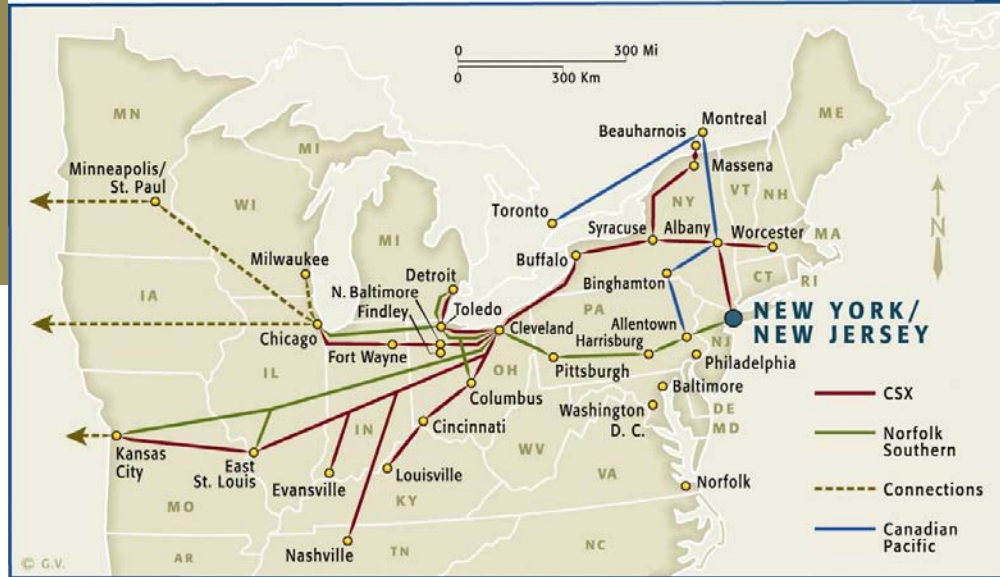 0 300 Mi
0 300 Km
MN
MI
ME
Montreal
Beauharnois
Massena
Minneapolis/
St. Paul
WI
VT
NH
NY
Toronto
Syracuse
Albany
Worcester
MA
N
MI
Milwaukee
Buffalo
Detroit
Binghamton
CT
RI
IA
N. Baltimore
Findley
Toledo
PA
NEW YORK/
NEW JERSEY
Chicago
Cleveland
Allentown
Harrisburg
NJ
Fort Wayne
Pittsburgh
Philadelphia
IL
OH
Columbus
Baltimore
CSX
Washington
D. C.
DE
MD
IN
Cincinnati
WV
Norfolk
Southern
Kansas
City
East
St. Louis
Evansville
Louisville
VA
Norfolk
Connections
MO
KY
Canadian
Pacific
Nashville
TN
NC
AR
© G.V.